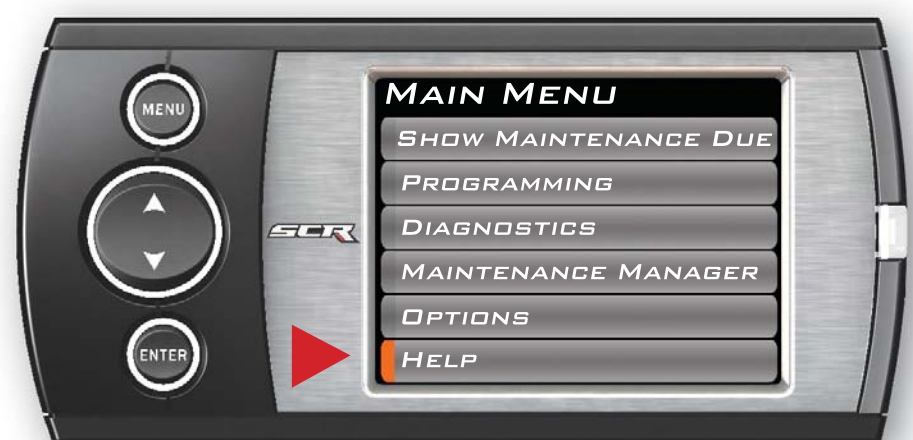 MENU
ENTER
SCR
MAIN MENU
SHOW MAINTENANCE DUE
PROGRAMMING
DIAGNOSTICS
MAINTENANCE MANAGER
OPTIONS
HELP